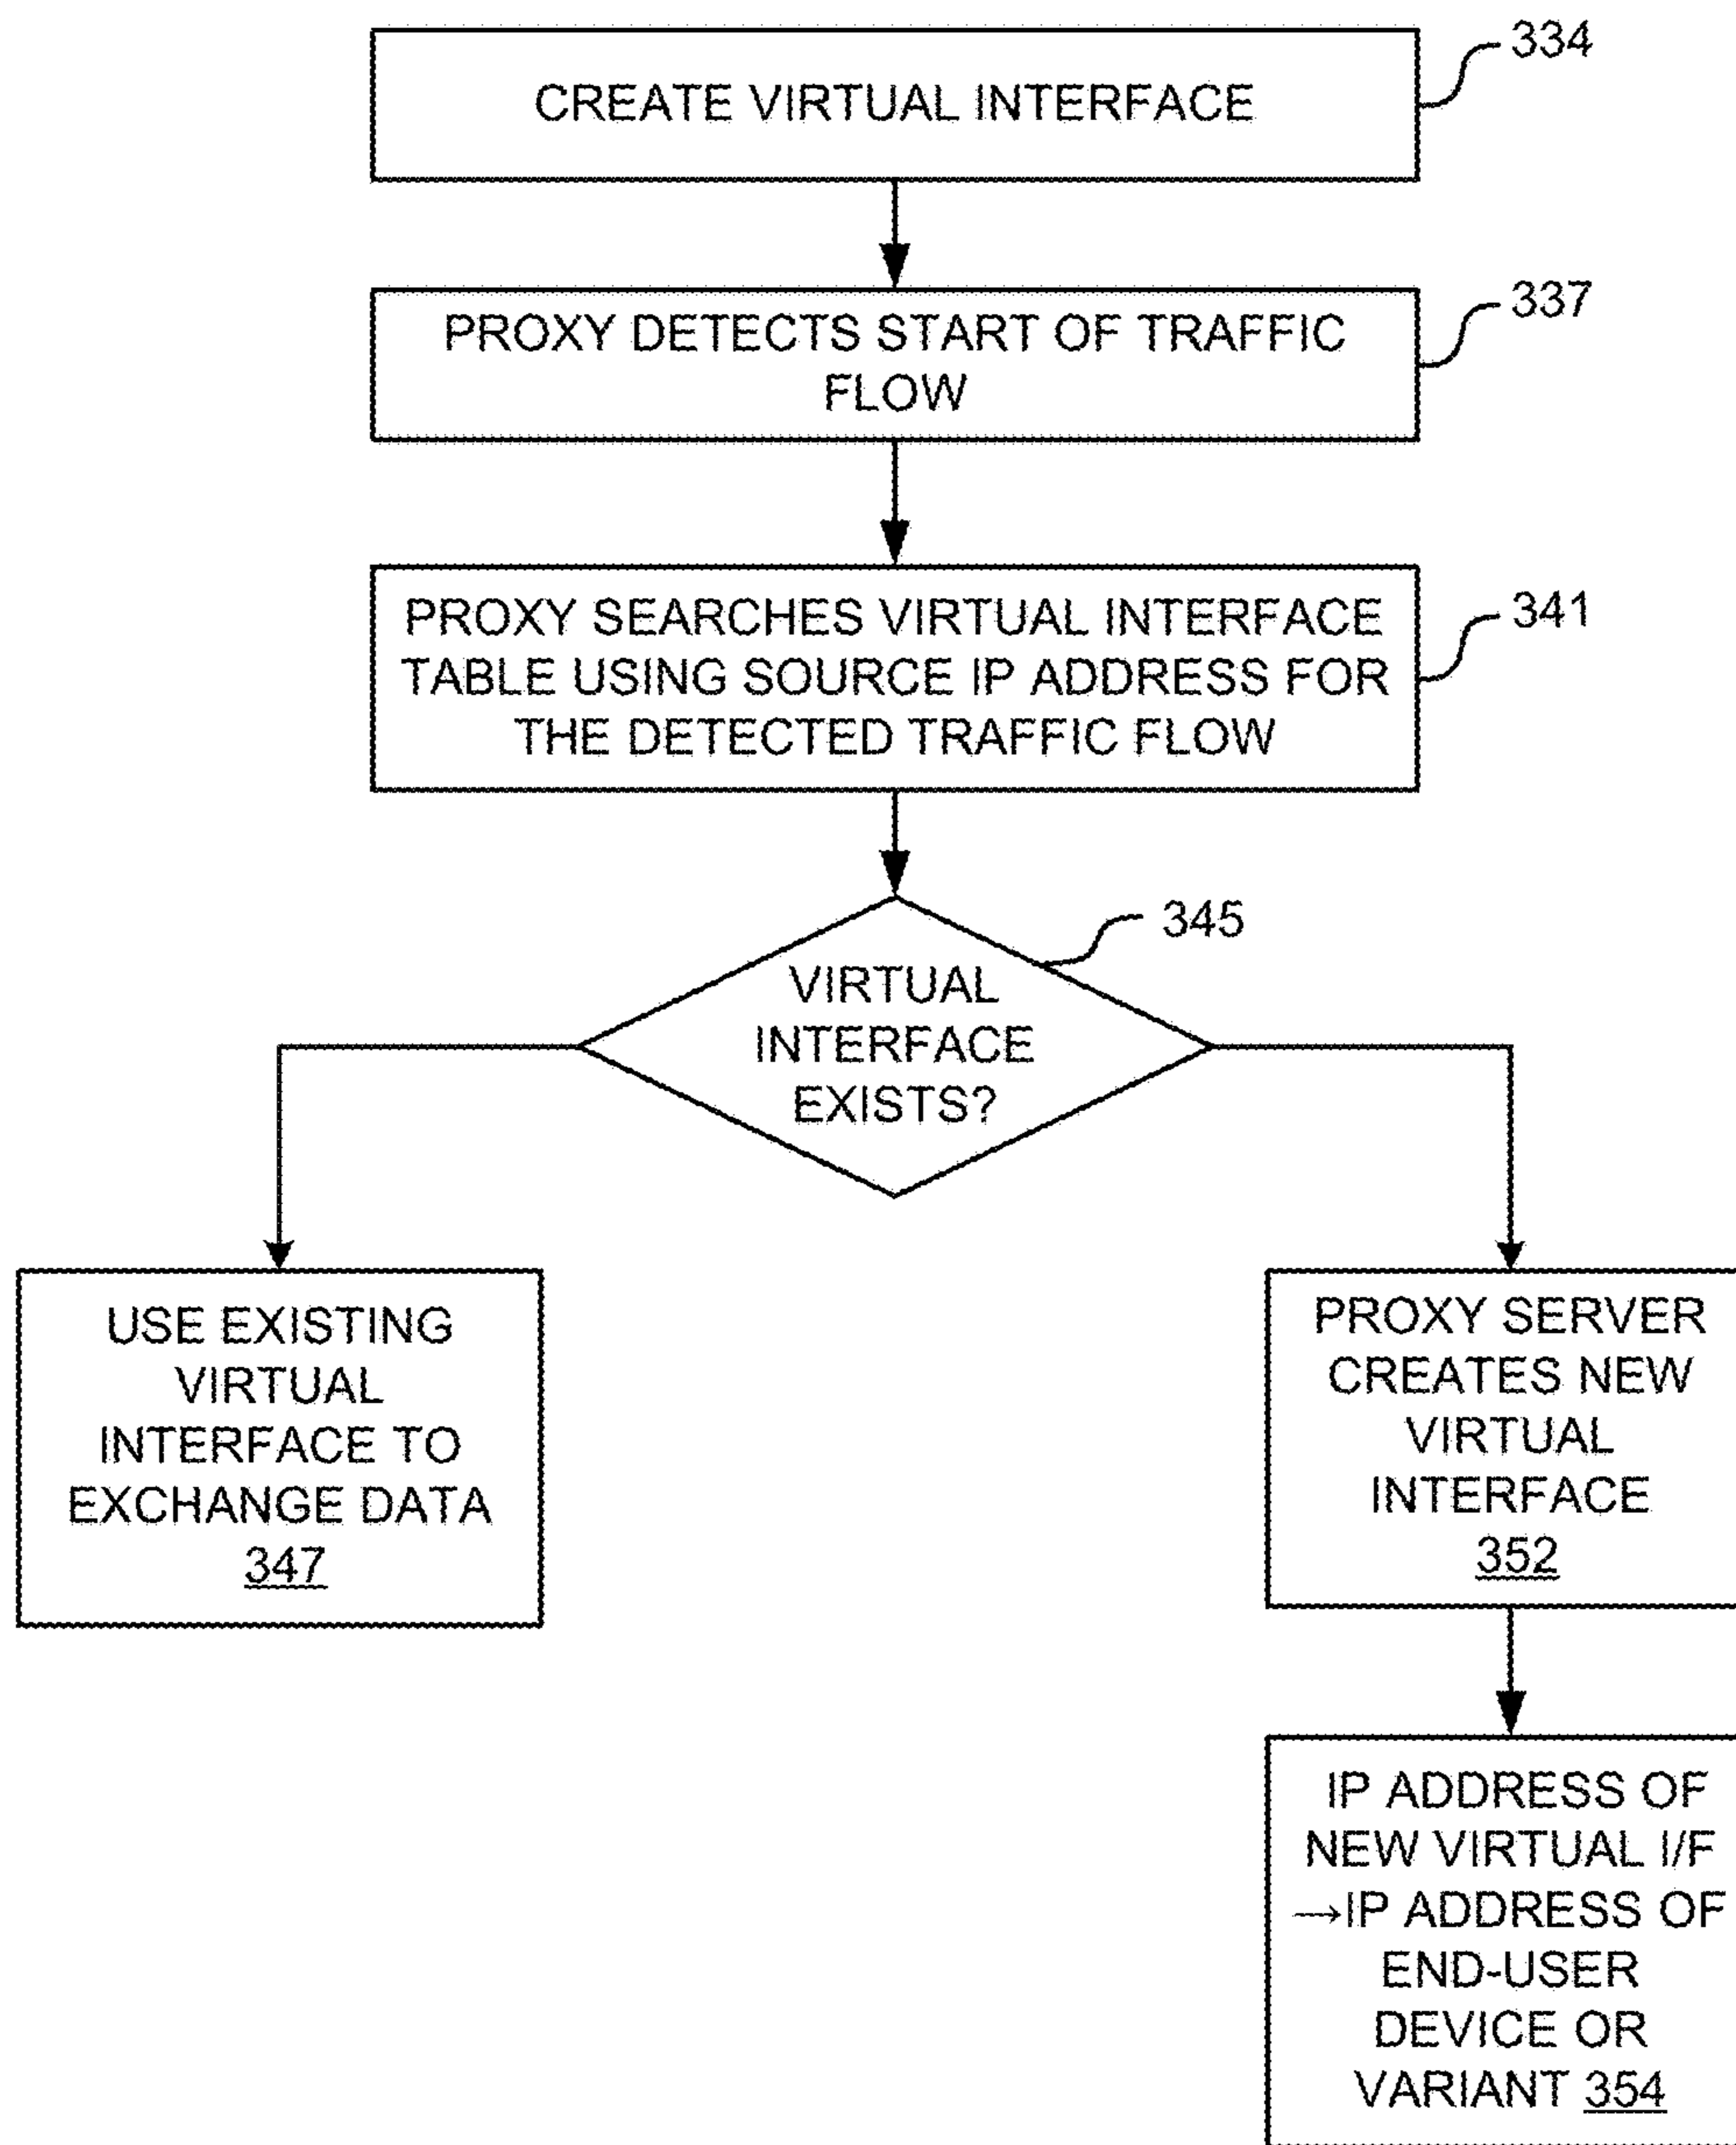 CREATE VIRTUAL INTERFACE
334
PROXY DETECTS START OF TRAFFIC
FLOW
337
PROXY SEARCHES VIRTUAL INTERFACE
TABLE USING SOURCE IP ADDRESS FOR
THE DETECTED TRAFFIC FLOW
341
345
VIRTUAL
INTERFACE
EXISTS?
USE EXISTING
VIRTUAL
INTERFACE TO
EXCHANGE DATA
347
PROXY SERVER
CREATES NEW
VIRTUAL
INTERFACE
352
IP ADDRESS OF
NEW VIRTUAL I/F
→IP ADDRESS OF
END-USER
DEVICE OR
VARIANT 354